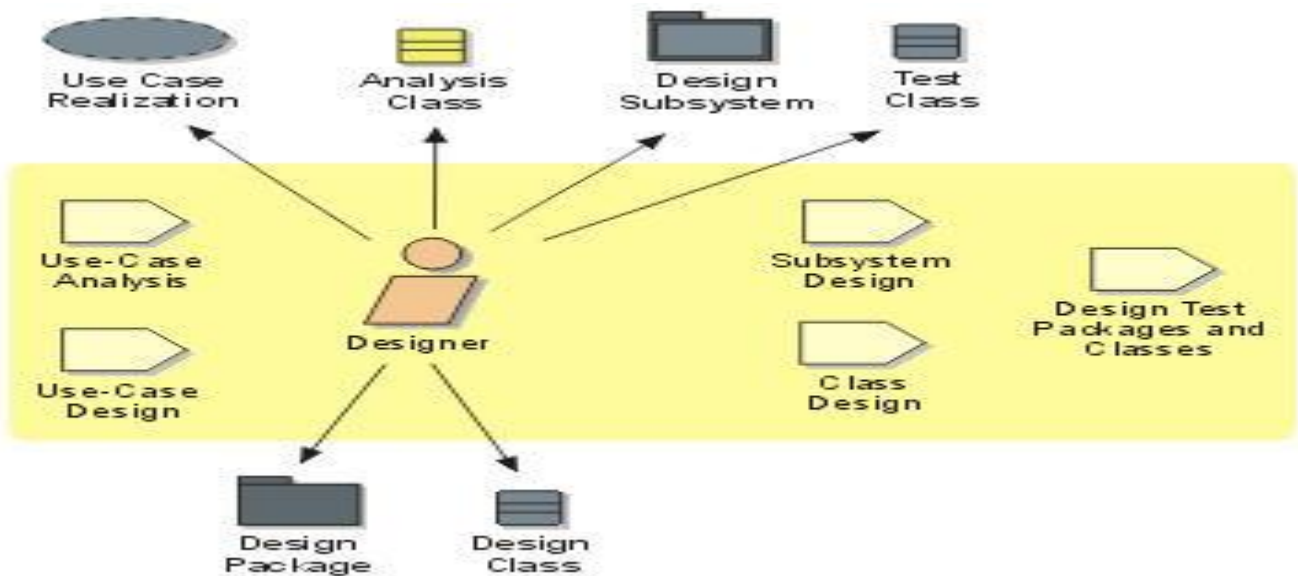 Use Case
Realization
Analysis
Class
Design
Subsystem
Test
Class
Use-Case
Analysis
Subsystem
Design
Design Test
Packages and
Classes
Designer
Use-Case
Design
Class
Design
Design
Package
Design
Class